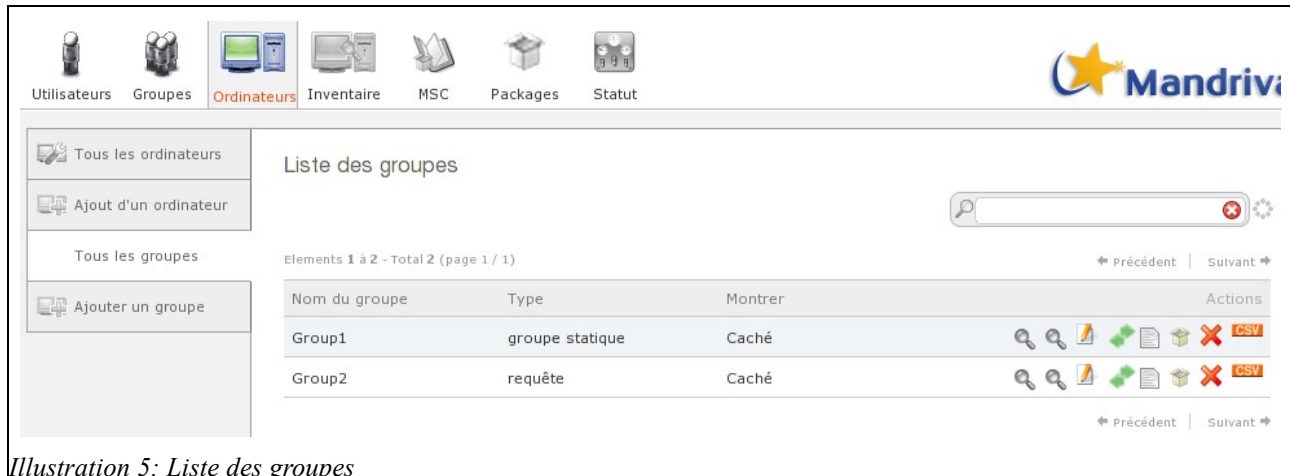 Utilisateurs Groupes Ordinateurs Inventaire MSC Packages Statut
Mandriva
Tous les ordinateurs
Ajout d'un ordinateur
Tous les groupes
Ajouter un groupe
Liste des groupes
Elements 1 à 2 - Total 2 (page 1 / 1)
Précédent | Suivant
Nom du groupe Type Montrer Actions
Group1 groupe statique Caché CSV
Group2 requête Caché CSV
Précédent | Suivant
Illustration 5: Liste des groupes